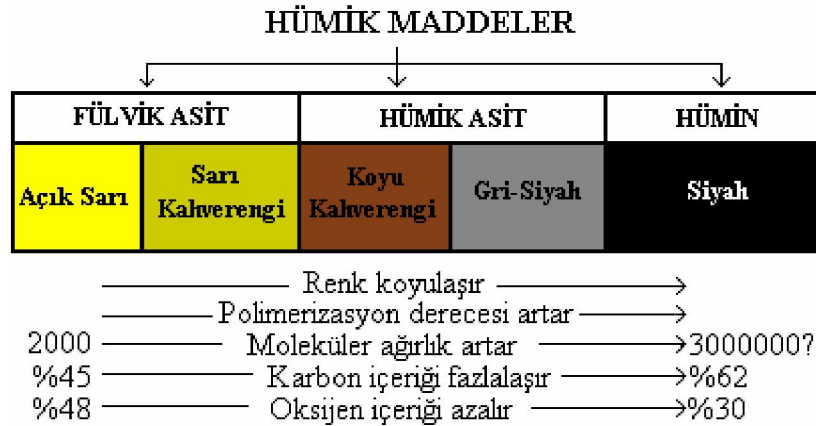 HÜMİK MADDELER
FÜLVİK ASİT HÜMİK ASİT HÜMİN
Açık Sarı Sarı Kahverengi Koyu Kahverengi Gri-Siyah Siyah
Renk koyulaşır
Polimerizasyon derecesi artar
2000 Moleküler ağırlık artar 3000000?
%45 Karbon içeriği fazlalaşır %62
%48 Oksijen içeriği azalır %30